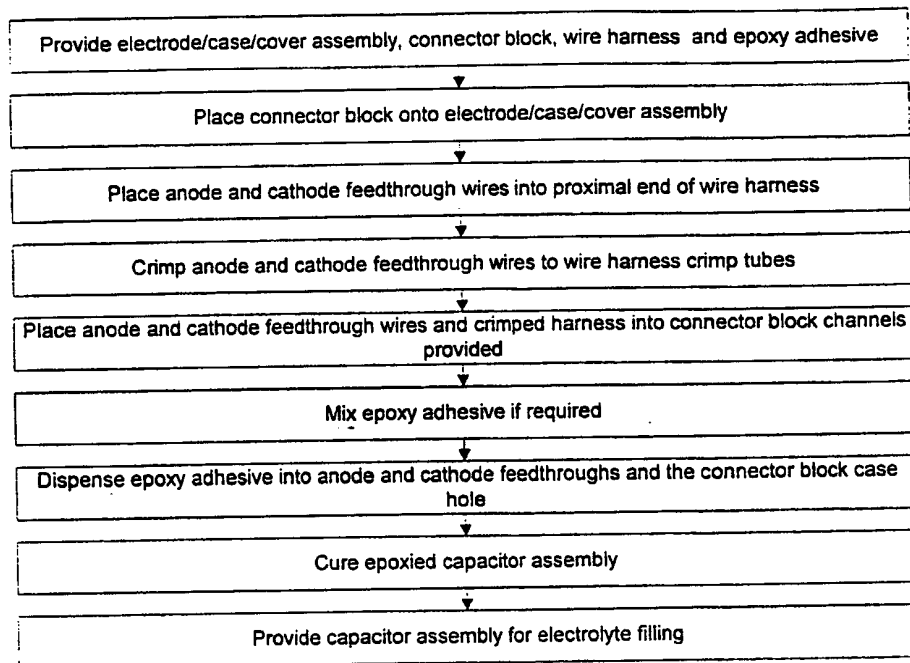 Provide electrode/case/cover assembly, connector block, wire harness and epoxy adhesive
Place connector block onto electrode/case/cover assembly
Place anode and cathode feedthrough wires into proximal end of wire harness
Crimp anode and cathode feedthrough wires to wire harness crimp tubes
Place anode and cathode feedthrough wires and crimped harness into connector block channels
provided
Mix epoxy adhesive if required
Dispense epoxy adhesive into anode and cathode feedthroughs and the connector block case
hole
Cure epoxied capacitor assembly
Provide capacitor assembly for electrolyte filling